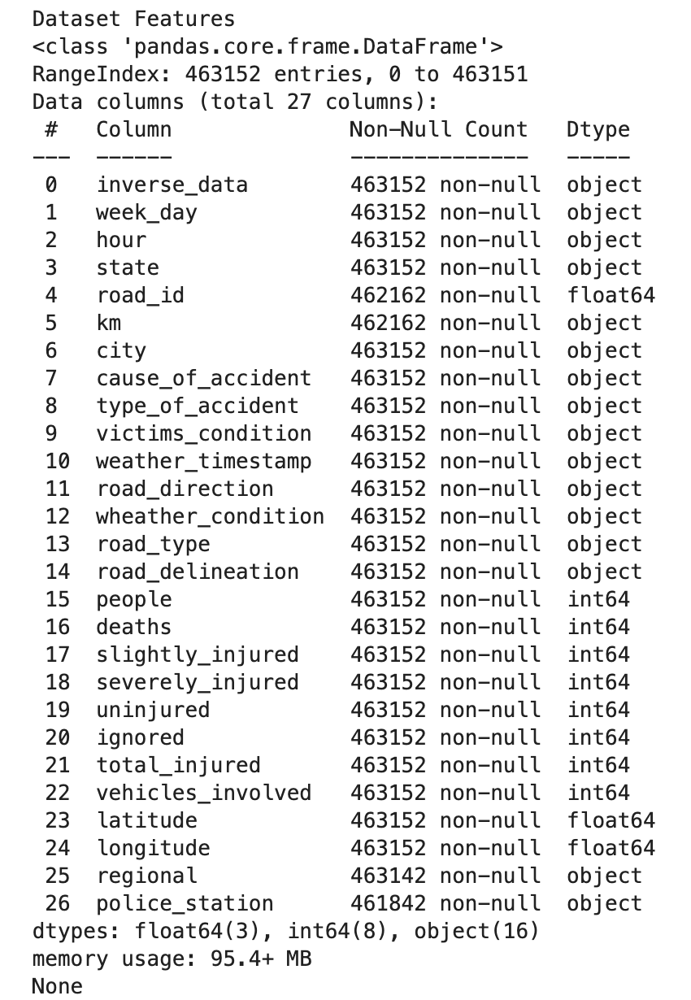 Dataset Features
<class 'pandas.core.frame.DataFrame'>
RangeIndex: 463152 entries, 0 to 463151
Data columns (total 27 columns):
 #   Column              Non-Null Count   Dtype
---  ------              --------------   -----
 0   inverse_data        463152 non-null  object
 1   week_day            463152 non-null  object
 2   hour                463152 non-null  object
 3   state               463152 non-null  object
 4   road_id             462162 non-null  float64
 5   km                  462162 non-null  object
 6   city                463152 non-null  object
 7   cause_of_accident   463152 non-null  object
 8   type_of_accident    463152 non-null  object
 9   victims_condition   463152 non-null  object
 10  weather_timestamp   463152 non-null  object
 11  road_direction      463152 non-null  object
 12  wheather_condition  463152 non-null  object
 13  road_type           463152 non-null  object
 14  road_delineation    463152 non-null  object
 15  people              463152 non-null  int64
 16  deaths              463152 non-null  int64
 17  slightly_injured    463152 non-null  int64
 18  severely_injured    463152 non-null  int64
 19  uninjured           463152 non-null  int64
 20  ignored             463152 non-null  int64
 21  total_injured       463152 non-null  int64
 22  vehicles_involved   463152 non-null  int64
 23  latitude            463152 non-null  float64
 24  longitude           463152 non-null  float64
 25  regional            463142 non-null  object
 26  police_station      461842 non-null  object
dtypes: float64(3), int64(8), object(16)
memory usage: 95.4+ MB
None